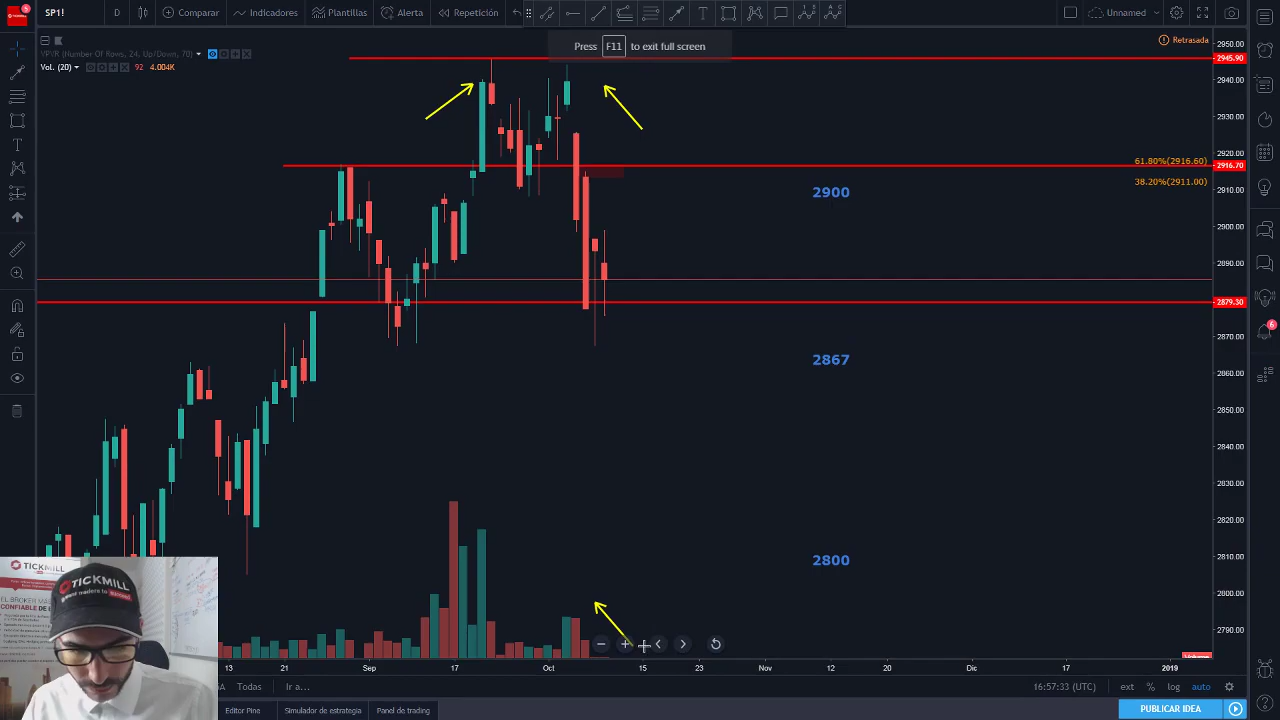 SP1!
D
Comparar
Indicadores
Plantillas
Alerta
Repetición
Unnamed
Press F11 to exit full screen
Retrasada
VPVR (Number Of Rows, 24, Up/Down, 70)
Vol. (20)
92
4.004K
2950.00
2945.90
2940.00
2930.00
2920.00
61.80%(2916.60)
2916.70
38.20%(2911.00)
2910.00
2900
2900.00
2890.00
2879.30
2870.00
2867
2860.00
2850.00
2840.00
2830.00
2820.00
2810.00
2800
2800.00
2790.00
TICKMILL
TICKMILL
EL BROKER MAS
CONFIABLE DE
13
21
Sep
17
Oct
15
23
Nov
12
26
Dic
17
2019
Todas
Ir a...
16:57:33 (UTC)
ext
%
log
auto
Editor Pine
Simulador de estrategia
Panel de trading
PUBLICAR IDEA
5
6